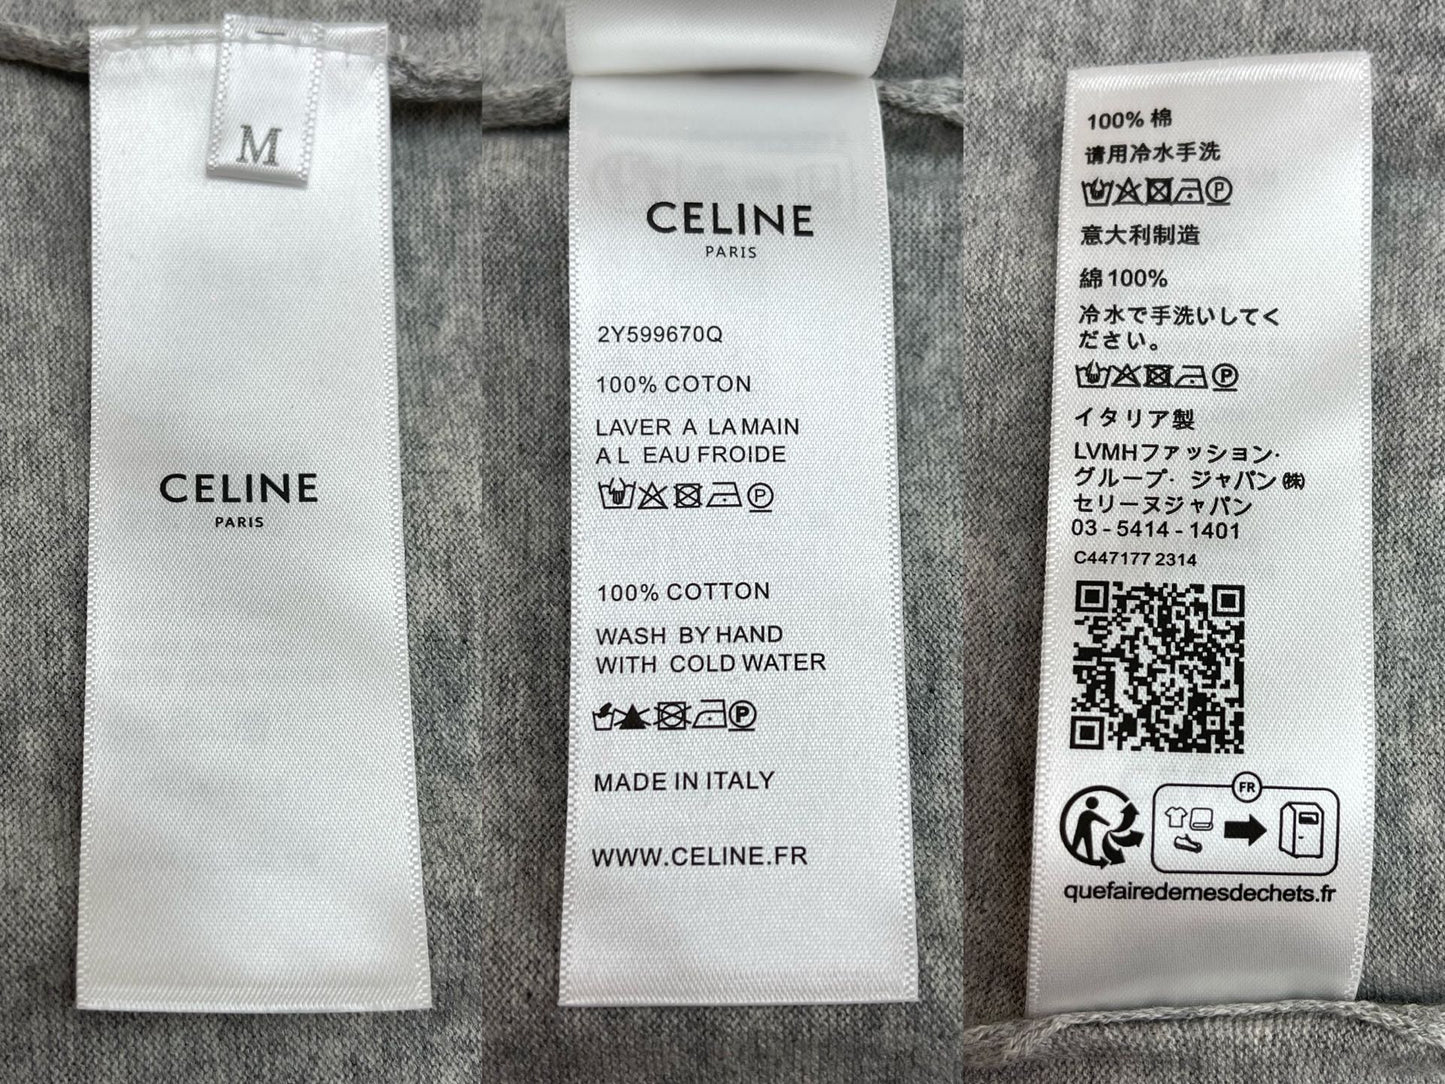 M
CELINE
PARIS
CELINE
PARIS
2Y599670Q
100% COTON
LAVER A LA MAIN
A L EAU FROIDE
P
100% COTTON
WASH BY HAND
WITH COLD WATER
P
MADE IN ITALY
WWW.CELINE.FR
100% 棉
请用冷水手洗
P
意大利制造
綿100%
冷水で手洗いしてく
ださい。
P
イタリア製
LVMHファッション·
グループ· ジャパン㈱
セリーヌジャパン
03-5414-1401
C447177 2314
FR
quefairedemesdechets.fr